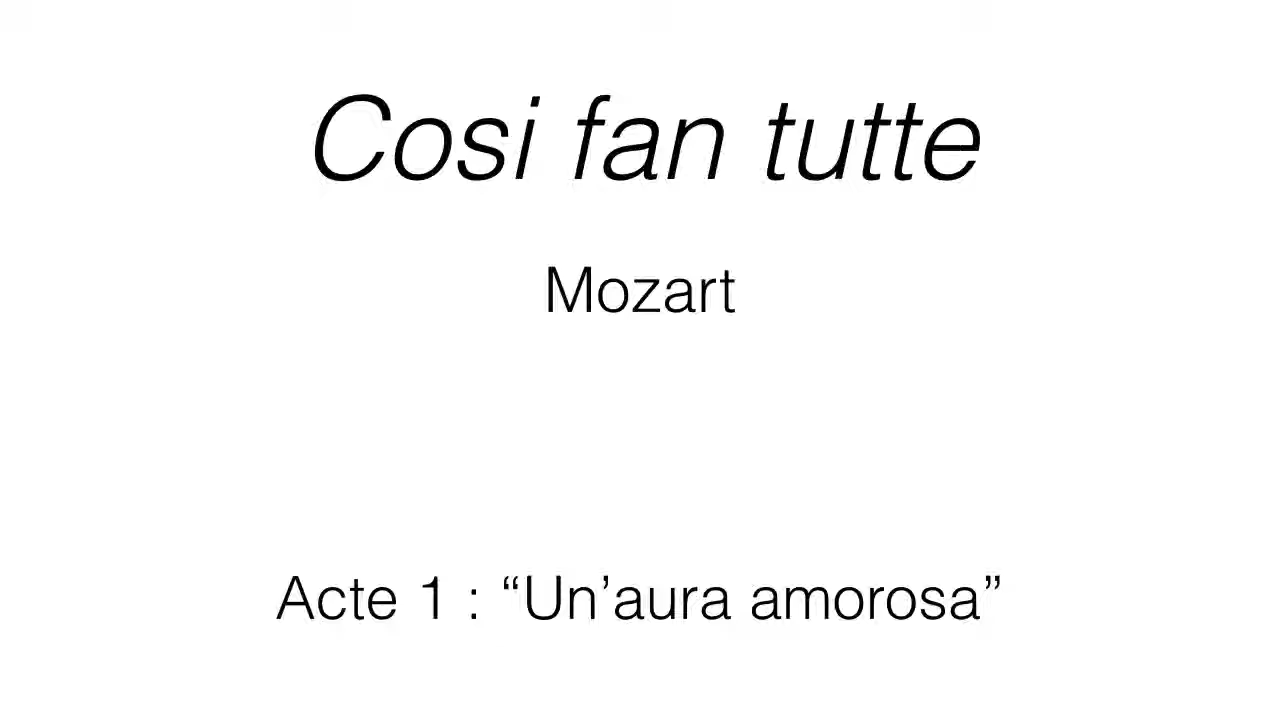 Cosi fan tutte
Mozart
Acte 1 : “Un’aura amorosa”